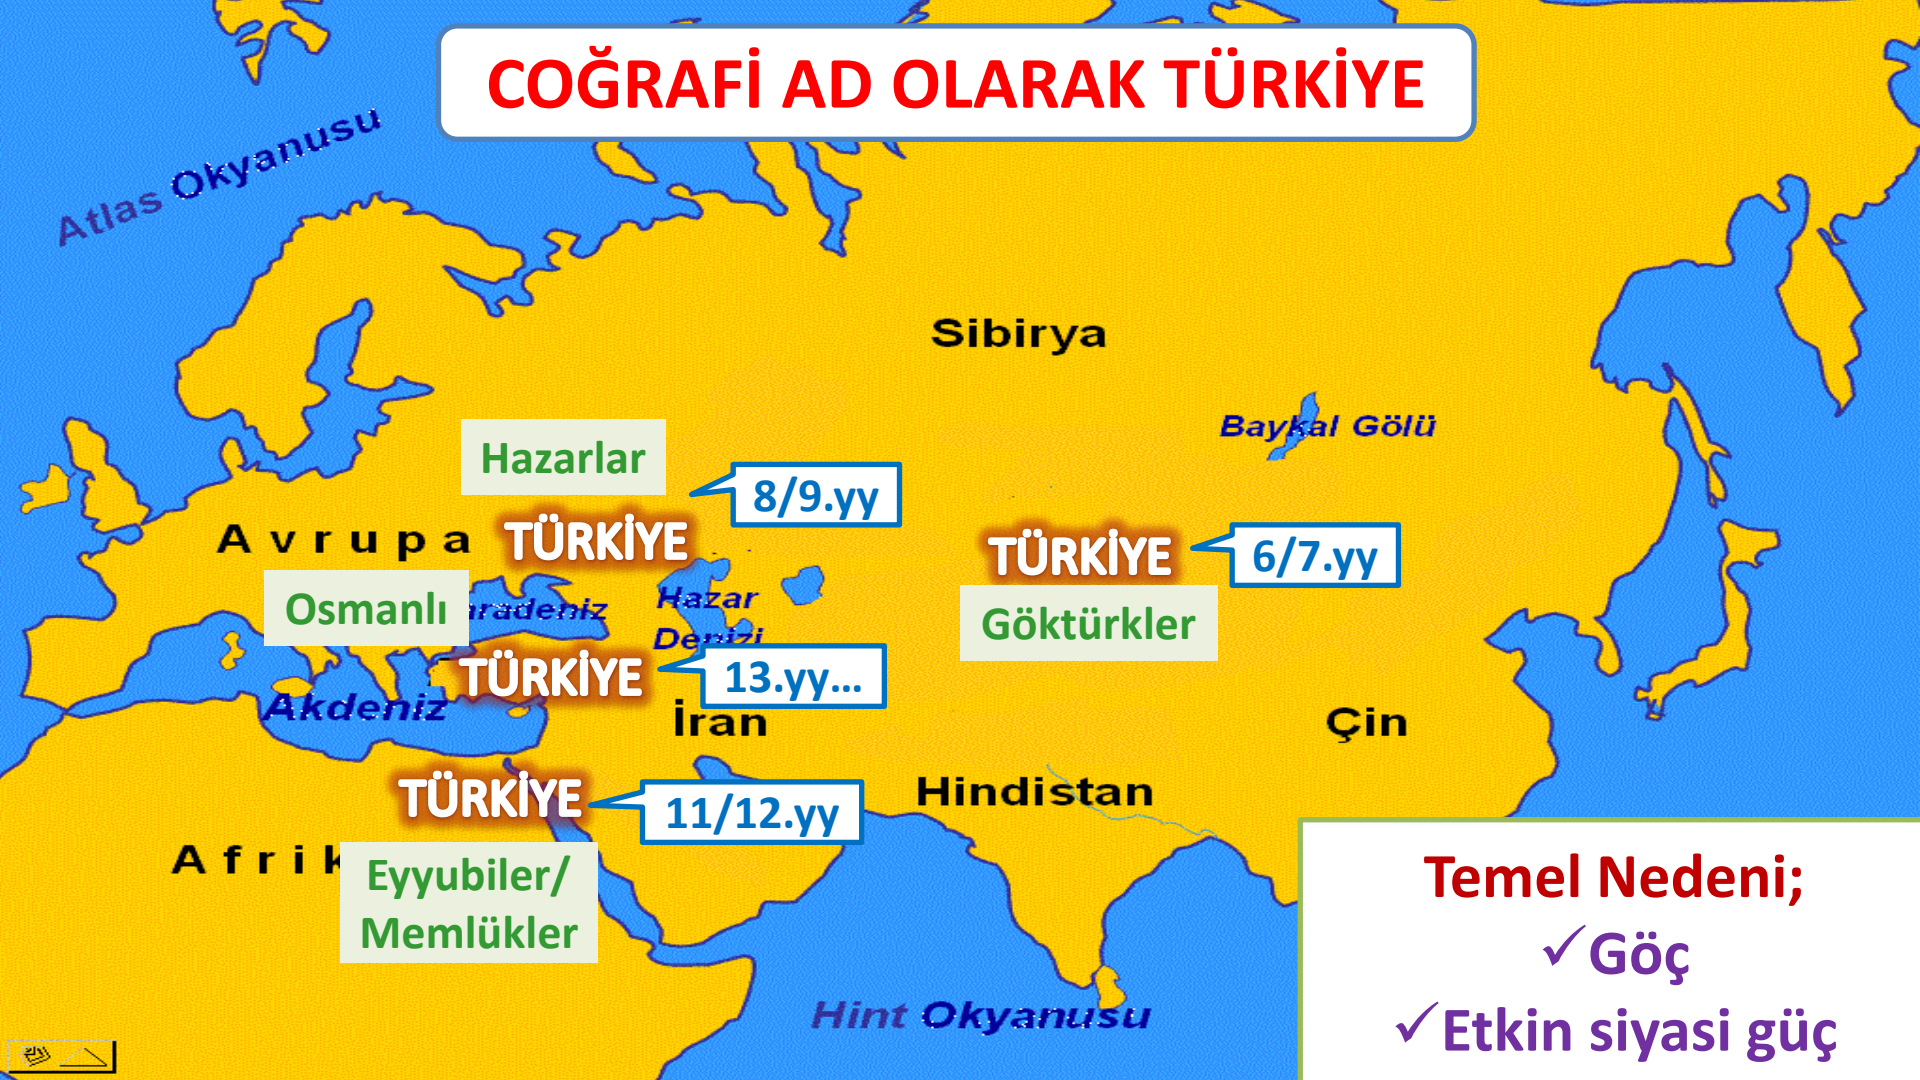 COĞRAFİ AD OLARAK TÜRKİYE
Atlas Okyanusu
Sibirya
Baykal Gölü
Hazarlar
8/9.yy
Avrupa
TÜRKİYE
TÜRKİYE
6/7.yy
Osmanlı
Hazar
Denizi
Göktürkler
TÜRKİYE
13.yy...
Akdeniz
İran
Çin
TÜRKİYE
11/12.yy
Hindistan
Afrik
Eyyubiler/
Memlükler
Temel Nedeni;
✓Göç
✓Etkin siyasi güç
Hint Okyanusu